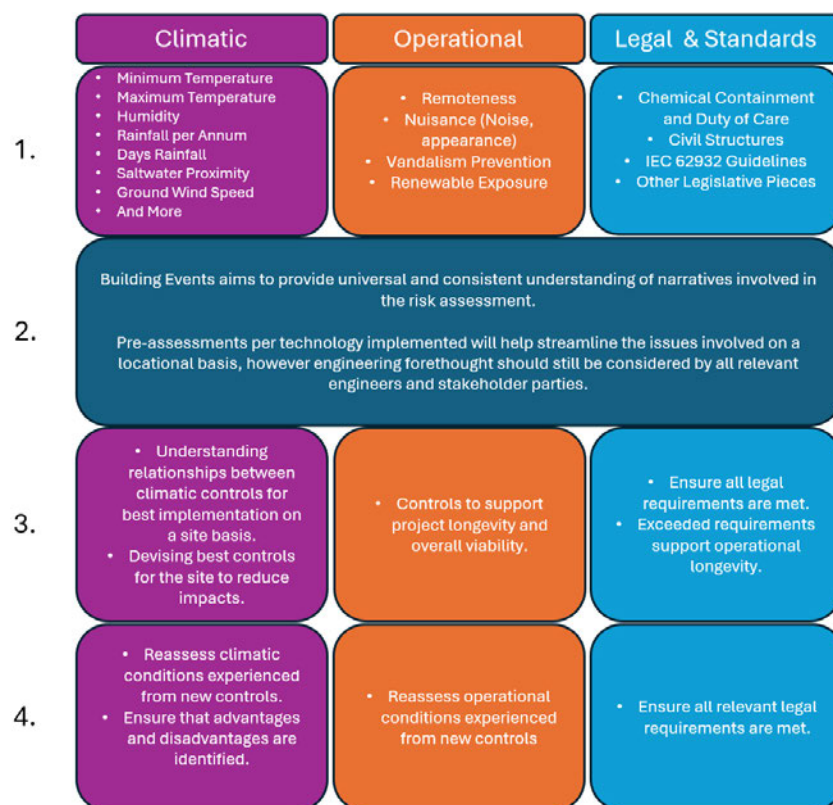 Climatic
Operational
Legal & Standards
1.
• Minimum Temperature
• Maximum Temperature
• Humidity
• Rainfall per Annum
• Days Rainfall
• Saltwater Proximity
• Ground Wind Speed
• And More
• Remoteness
• Nuisance (Noise,
appearance)
• Vandalism Prevention
• Renewable Exposure
• Chemical Containment
and Duty of Care
• Civil Structures
• IEC 62932 Guidelines
• Other Legislative Pieces
2.
Building Events aims to provide universal and consistent understanding of narratives involved in
the risk assessment.
Pre-assessments per technology implemented will help streamline the issues involved on a
locational basis, however engineering forethought should still be considered by all relevant
engineers and stakeholder parties.
3.
• Understanding
relationships between
climatic controls for
best implementation on
a site basis.
• Devising best controls
for the site to reduce
impacts.
• Controls to support
project longevity and
overall viability.
• Ensure all legal
requirements are met.
• Exceeded requirements
support operational
longevity.
4.
• Reassess climatic
conditions experienced
from new controls.
• Ensure that advantages
and disadvantages are
identified.
• Reassess operational
conditions experienced
from new controls
• Ensure all relevant legal
requirements are met.